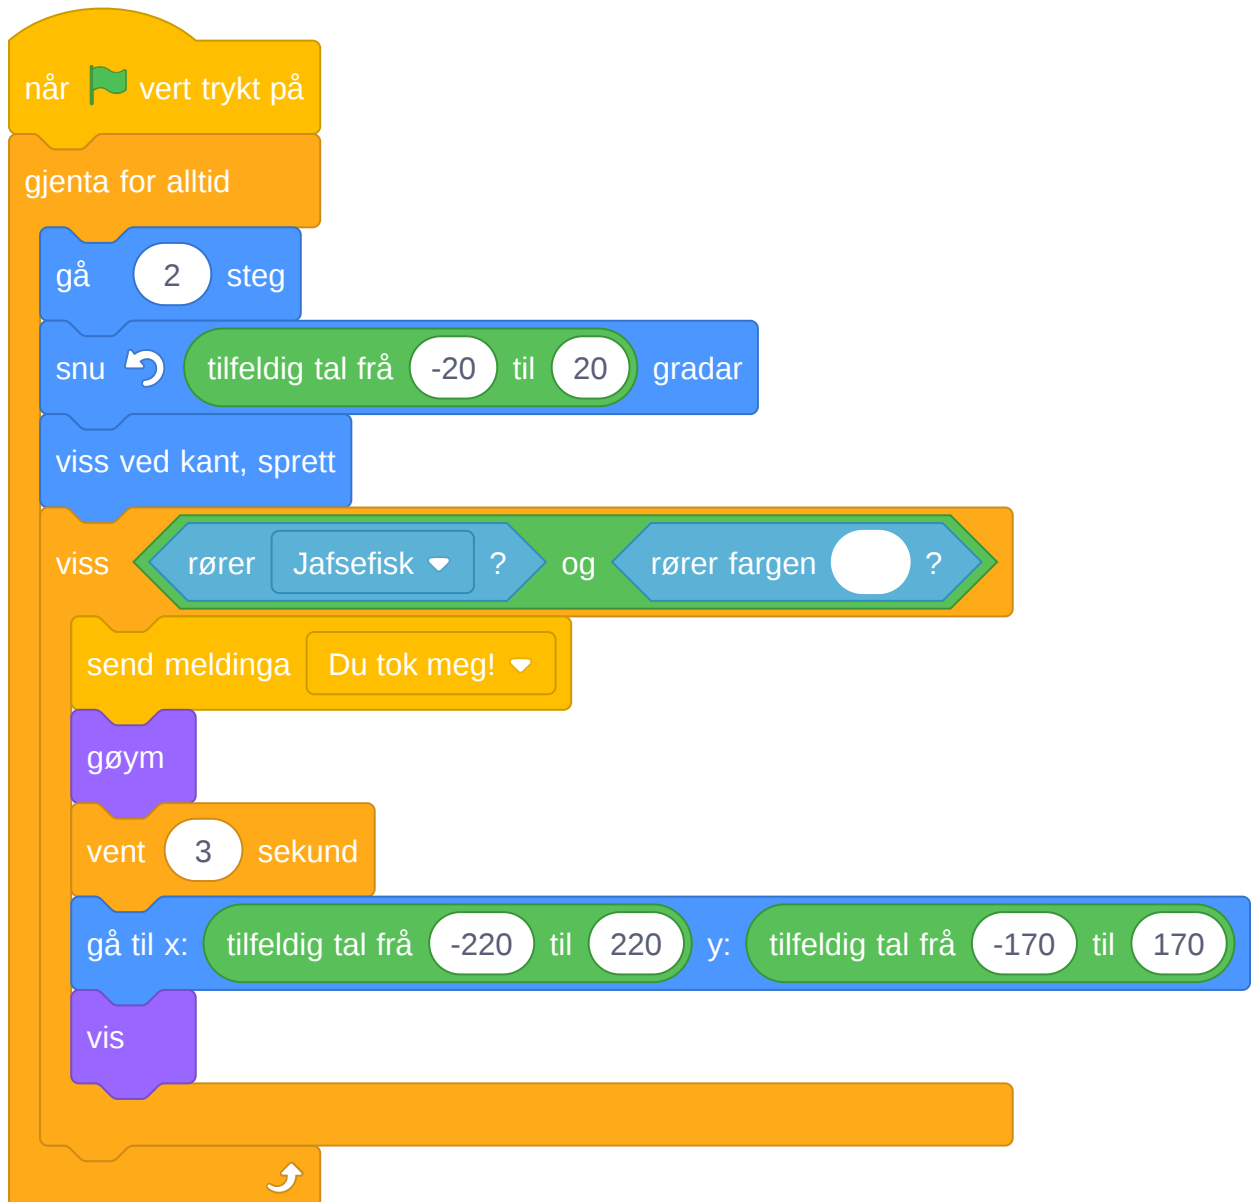 når vert trykt på
gjenta for alltid
gå 2 steg
snu tilfeldig tal frå -20 til 20 gradar
viss ved kant, sprett
viss rører Jafsefisk ? og rører fargen ?
send meldinga Du tok meg!
gøym
vent 3 sekund
gå til x: tilfeldig tal frå -220 til 220 y: tilfeldig tal frå -170 til 170
vis